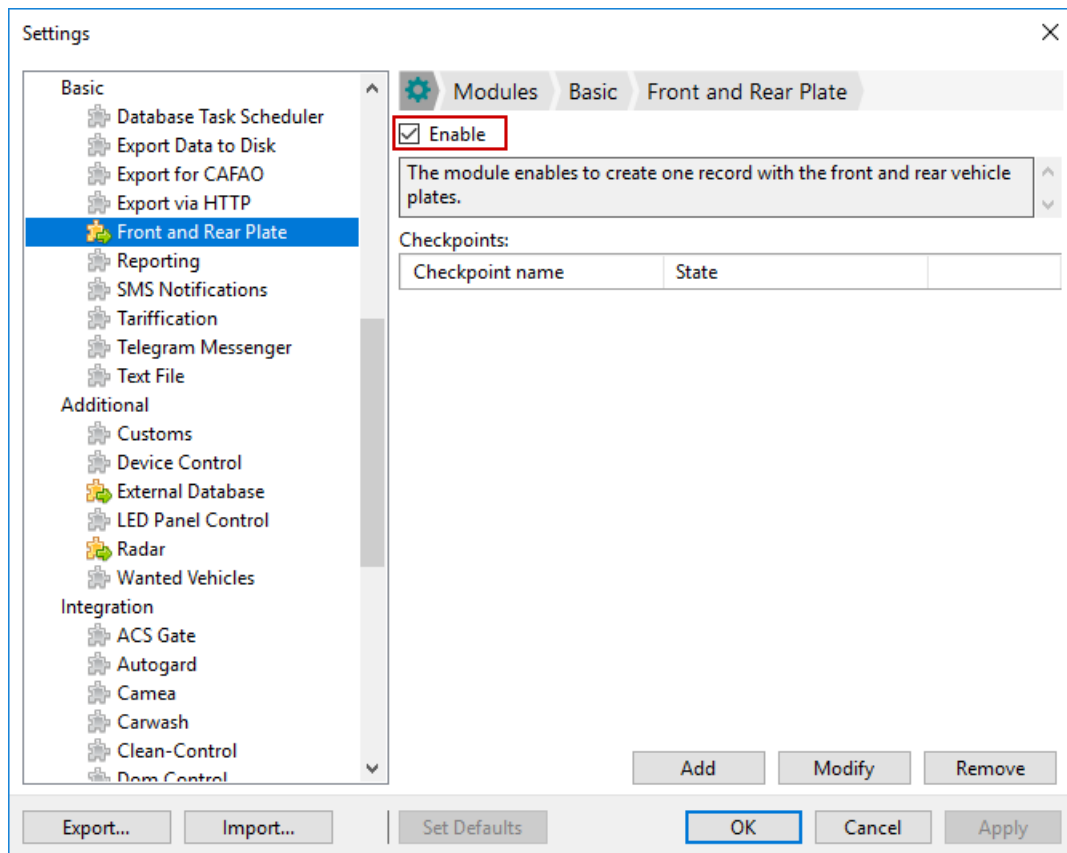 Settings
Basic
Database Task Scheduler
Export Data to Disk
Export for CAFAO
Export via HTTP
Front and Rear Plate
Reporting
SMS Notifications
Tariffication
Telegram Messenger
Text File
Additional
Customs
Device Control
External Database
LED Panel Control
Radar
Wanted Vehicles
Integration
ACS Gate
Autogard
Camea
Carwash
Clean-Control
Dom Control
Modules Basic Front and Rear Plate
Enable
The module enables to create one record with the front and rear vehicle
plates.
Checkpoints:
Checkpoint name State
Add Modify Remove
Export... Import... Set Defaults OK Cancel Apply